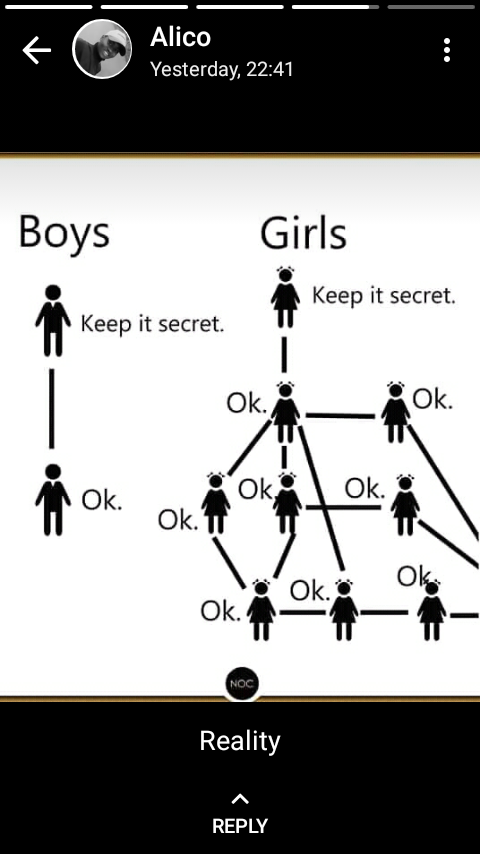 Alico
Yesterday, 22:41
Boys
Girls
Keep it secret.
Ok.
Keep it secret.
Ok.
Ok.
Ok.
Ok.
Ok.
Ok.
Ok.
Ok.
NOC
Reality
REPLY